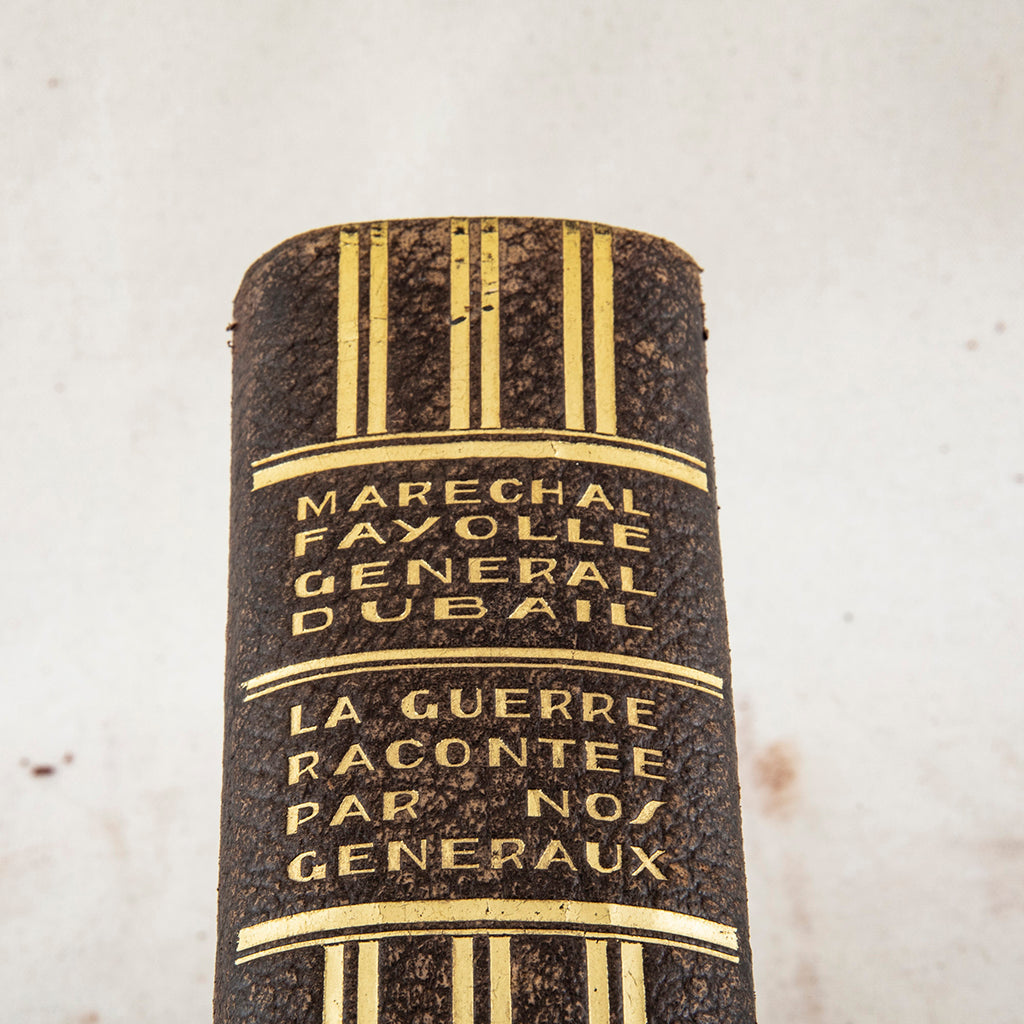 MARECHAL
FAYOLLE
GENERAL
DUBAIL
LA GUERRE
RACONTEE
PAR NOS
GENERAUX